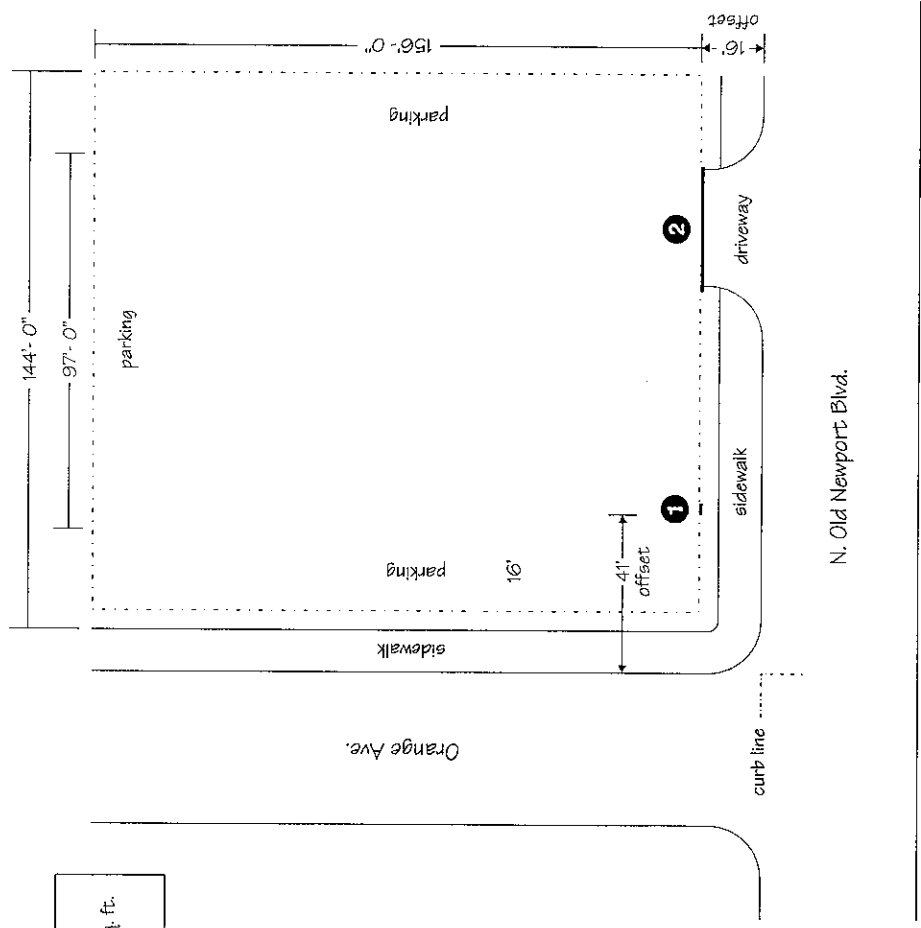 144'- 0"
97'- 0"
156'- 0"
16'
offset
parking
parking
parking
16'
41'
offset
1
2
driveway
sidewalk
sidewalk
N. Old Newport Blvd.
Orange Ave.
curb line
ft.